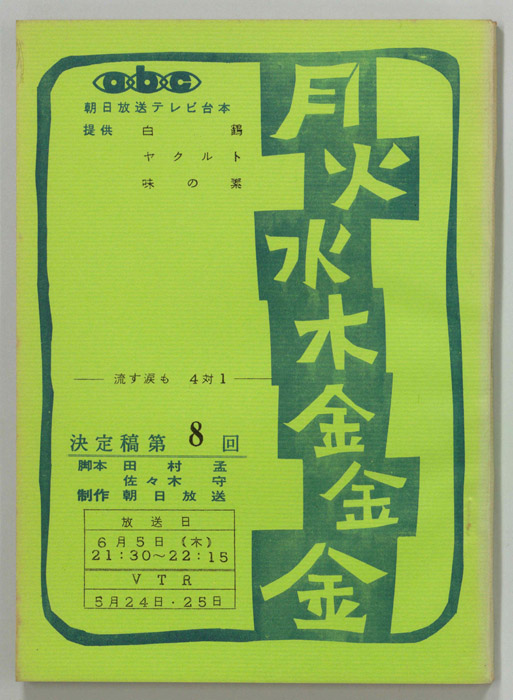 月火水木金金金
abc
朝日放送テレビ台本
提供 白鶴
ヤクルト
味の素
流す涙も 4対1
決定稿第 8 回
脚本 田村孟
佐々木守
制作 朝日放送
放送日
6月5日(木)
21:30〜22:15
VTR
5月24日・25日